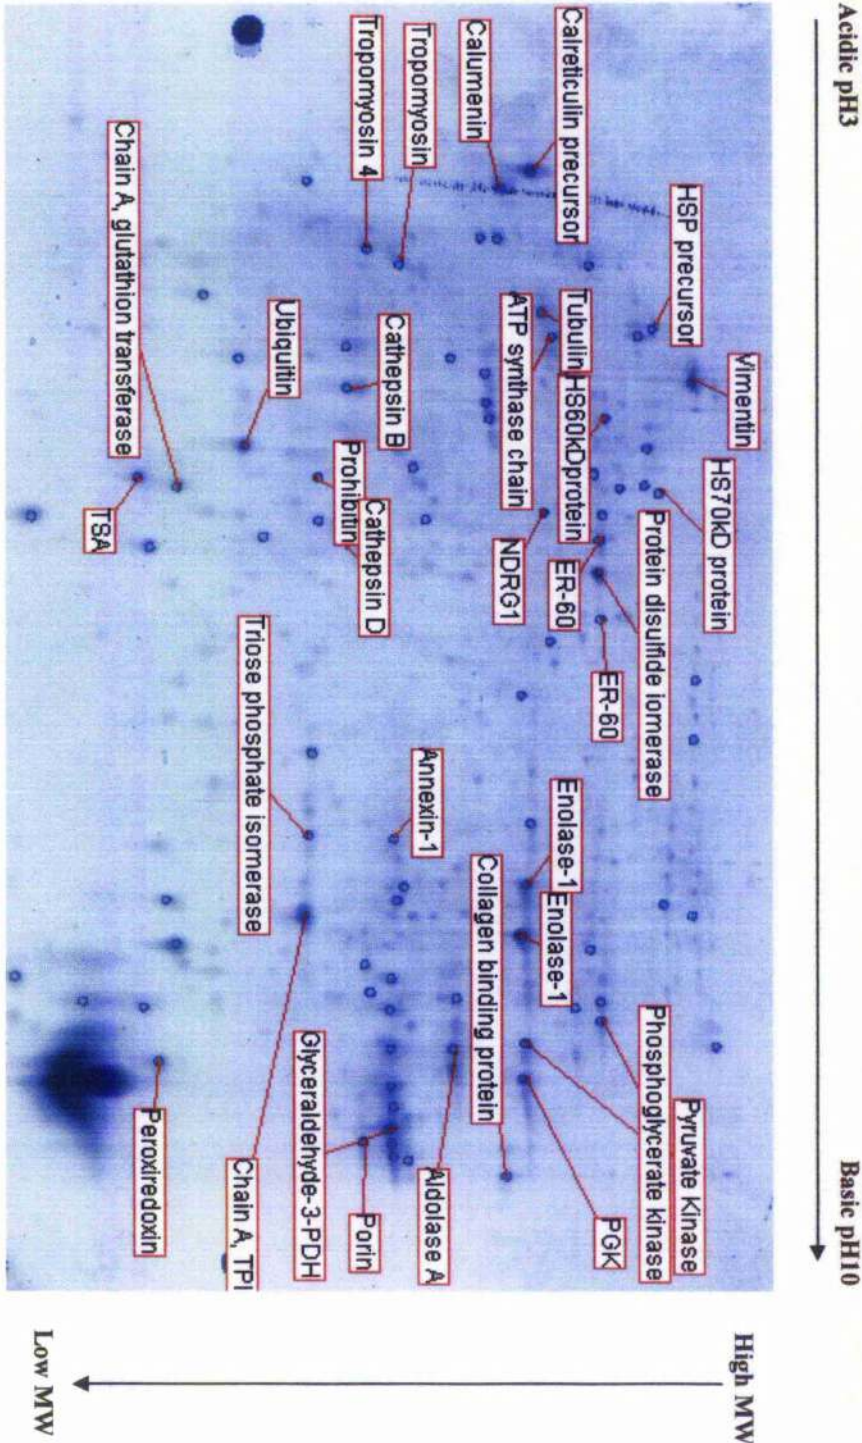 Acidic pH3
Basic pH10
High MW
Low MW
Vimentin
HS70kD protein
HSP precursor
Protein disulfide iomerase
ER-60
ER-60
HS60kDprotein
Tubulin
ATP synthase chain
NDRG1
Calreticulin precursor
Calumenin
Tropomyosin
Tropomyosin 4
Cathepsin B
Cathepsin D
Prohibitin
Ubiquitin
Chain A, glutathion transferase
TSA
Pyruvate Kinase
Phosphoglycerate kinase
PGK
Enolase-1
Enolase-1
Collagen binding protein
Aldolase A
Annexin-1
Porin
Glyceraldehyde-3-PDH
Triose phosphate isomerase
Chain A, TPI
Peroxiredoxin